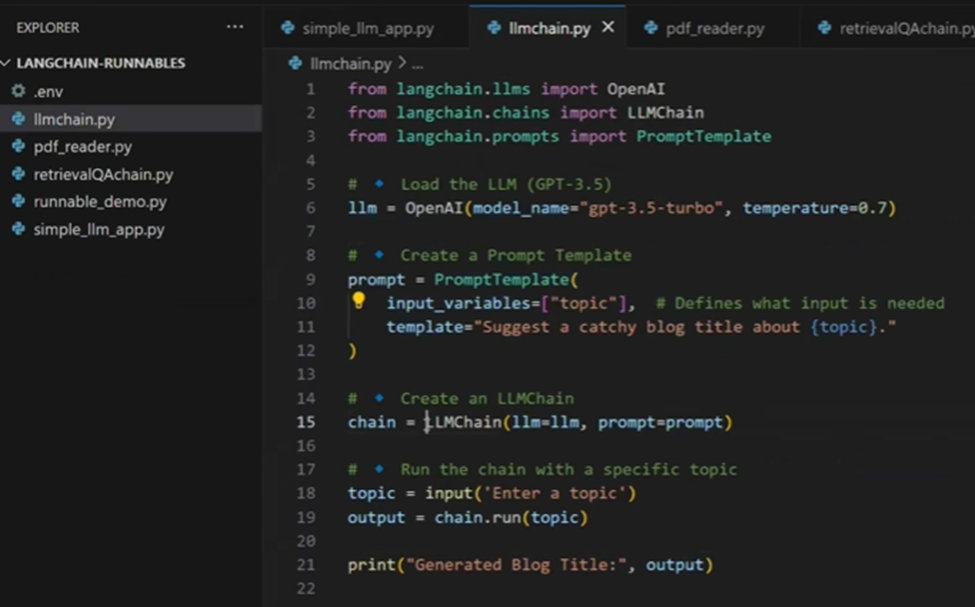 EXPLORER
...
LANGCHAIN-RUNNABLES
.env
llmchain.py
pdf_reader.py
retrievalQAchain.py
runnable_demo.py
simple_llm_app.py
simple_llm_app.py
llmchain.py
pdf_reader.py
retrievalQAchain.py
llmchain.py > ...
1 from langchain.llms import OpenAI
2 from langchain.chains import LLMChain
3 from langchain.prompts import PromptTemplate
4
5 # 🔹 Load the LLM (GPT-3.5)
6 llm = OpenAI(model_name="gpt-3.5-turbo", temperature=0.7)
7
8 # 🔹 Create a Prompt Template
9 prompt = PromptTemplate(
10 input_variables=["topic"], # Defines what input is needed
11 template="Suggest a catchy blog title about {topic}."
12 )
13
14 # 🔹 Create an LLMChain
15 chain = LLMChain(llm=llm, prompt=prompt)
16
17 # 🔹 Run the chain with a specific topic
18 topic = input('Enter a topic')
19 output = chain.run(topic)
20
21 print("Generated Blog Title:", output)
22